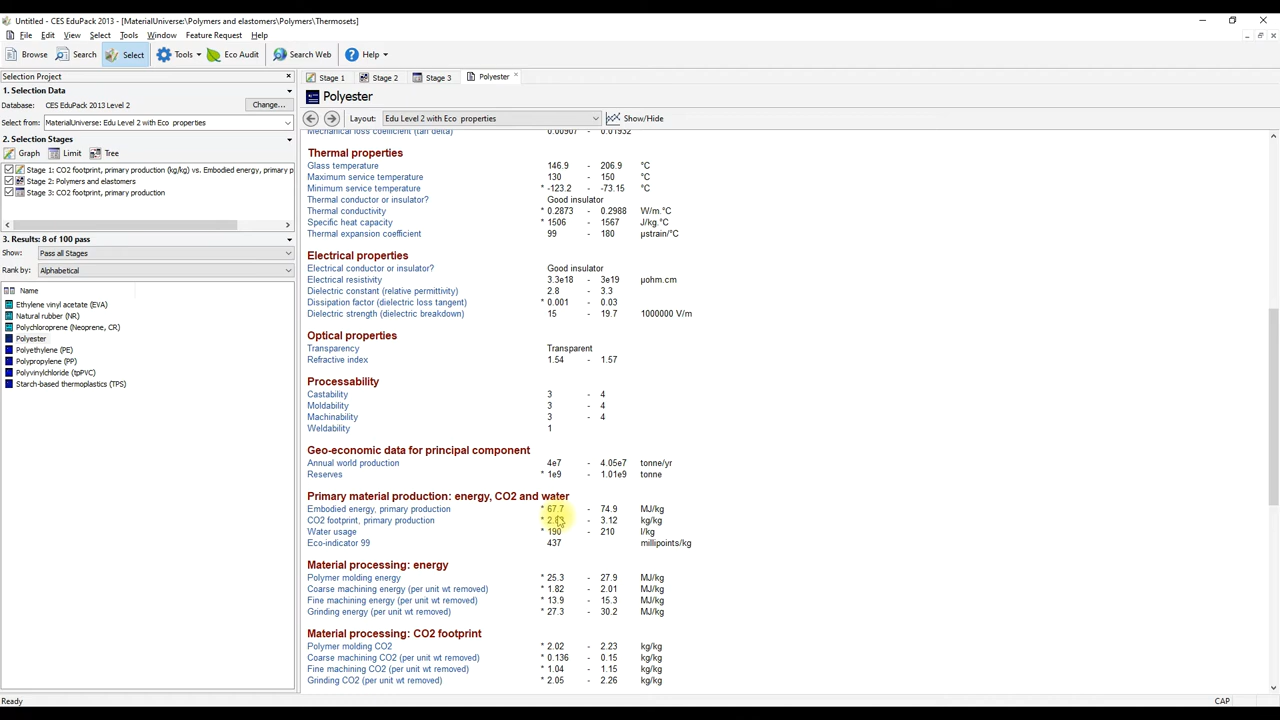 Untitled - CES EduPack 2013 - [MaterialUniverse:\Polymers and elastomers\Polymers\Thermosets]
File Edit View Select Tools Window Feature Request Help
Browse Search Select Tools Eco Audit Search Web Help
Selection Project
1. Selection Data
Database: CES EduPack 2013 Level 2 Change...
Select from: MaterialUniverse: Edu Level 2 with Eco properties
2. Selection Stages
Graph Limit Tree
Stage 1: CO2 footprint, primary production (kg/kg) vs. Embodied energy, primary p
Stage 2: Polymers and elastomers
Stage 3: CO2 footprint, primary production
3. Results: 8 of 100 pass
Show: Pass all Stages
Rank by: Alphabetical
Name
Ethylene vinyl acetate (EVA)
Natural rubber (NR)
Polychloroprene (Neoprene, CR)
Polyester
Polyethylene (PE)
Polypropylene (PP)
Polyvinylchloride (tpPVC)
Starch-based thermoplastics (TPS)
Stage 1 Stage 2 Stage 3 Polyester
Polyester
Layout: Edu Level 2 with Eco properties Show/Hide
Mechanical loss coefficient (tan delta) 0.00907 - 0.01932
Thermal properties
Glass temperature 146.9 - 206.9 °C
Maximum service temperature 130 - 150 °C
Minimum service temperature * -123.2 - -73.15 °C
Thermal conductor or insulator? Good insulator
Thermal conductivity * 0.2873 - 0.2988 W/m.°C
Specific heat capacity * 1506 - 1567 J/kg.°C
Thermal expansion coefficient 99 - 180 µstrain/°C
Electrical properties
Electrical conductor or insulator? Good insulator
Electrical resistivity 3.3e18 - 3e19 µohm.cm
Dielectric constant (relative permittivity) 2.8 - 3.3
Dissipation factor (dielectric loss tangent) * 0.001 - 0.03
Dielectric strength (dielectric breakdown) 15 - 19.7 1000000 V/m
Optical properties
Transparency Transparent
Refractive index 1.54 - 1.57
Processability
Castability 3 - 4
Moldability 3 - 4
Machinability 3 - 4
Weldability 1
Geo-economic data for principal component
Annual world production 4e7 - 4.05e7 tonne/yr
Reserves * 1e9 - 1.01e9 tonne
Primary material production: energy, CO2 and water
Embodied energy, primary production * 67.7 - 74.9 MJ/kg
CO2 footprint, primary production * - 3.12 kg/kg
Water usage * 190 - 210 l/kg
Eco-indicator 99 437 millipoints/kg
Material processing: energy
Polymer molding energy * 25.3 - 27.9 MJ/kg
Coarse machining energy (per unit wt removed) * 1.82 - 2.01 MJ/kg
Fine machining energy (per unit wt removed) * 13.9 - 15.3 MJ/kg
Grinding energy (per unit wt removed) * 27.3 - 30.2 MJ/kg
Material processing: CO2 footprint
Polymer molding CO2 * 2.02 - 2.23 kg/kg
Coarse machining CO2 (per unit wt removed) * 0.136 - 0.15 kg/kg
Fine machining CO2 (per unit wt removed) * 1.04 - 1.15 kg/kg
Grinding CO2 (per unit wt removed) * 2.05 - 2.26 kg/kg
Ready CAP